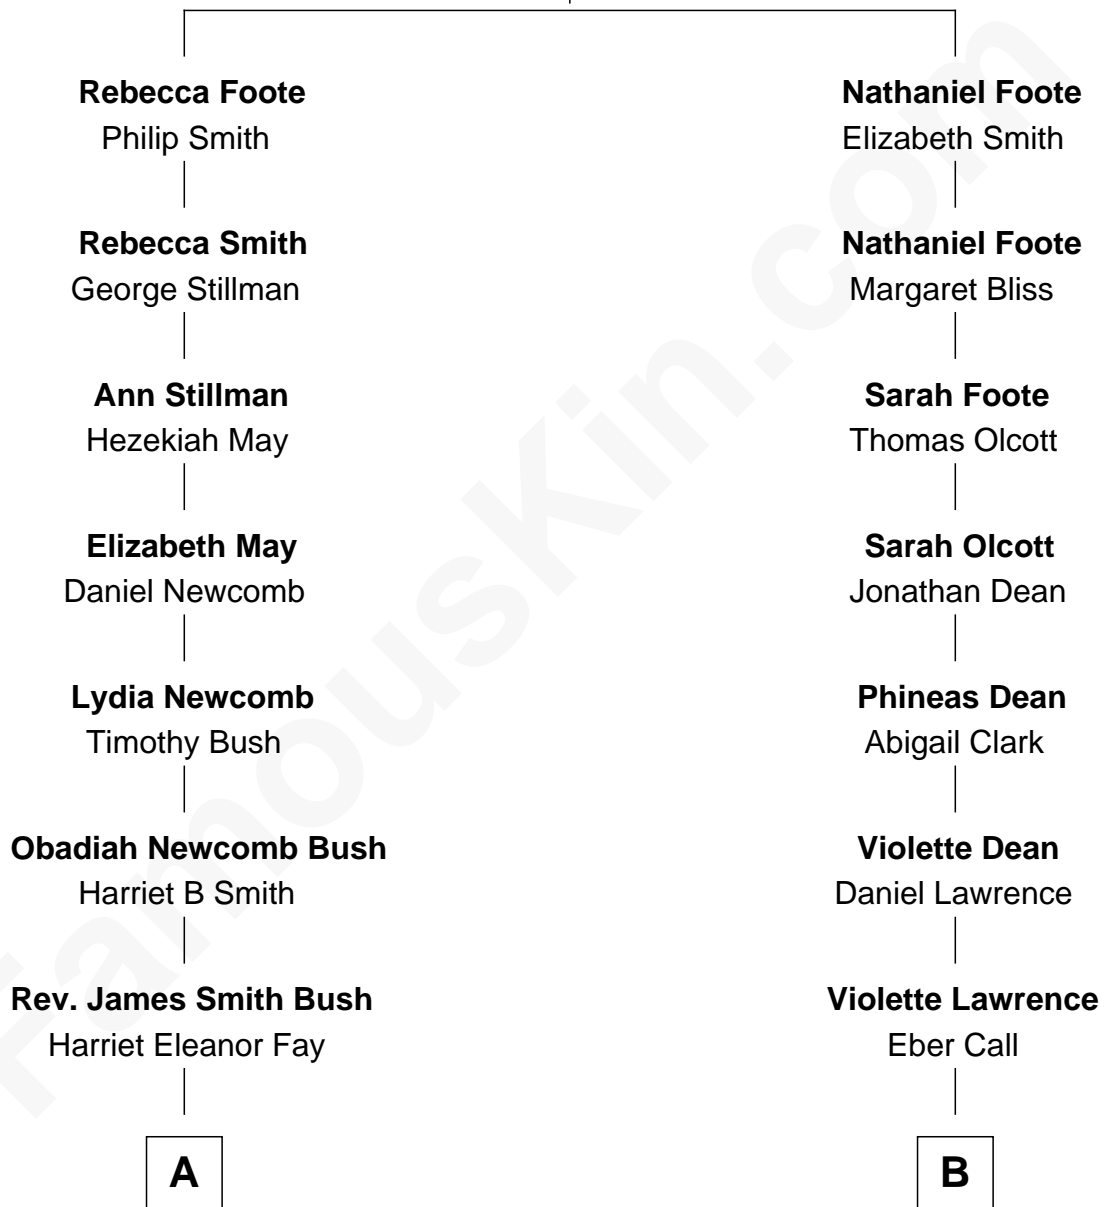 Rebecca Foote
Philip Smith
Nathaniel Foote
Elizabeth Smith
Rebecca Smith
George Stillman
Nathaniel Foote
Margaret Bliss
Ann Stillman
Hezekiah May
Sarah Foote
Thomas Olcott
Elizabeth May
Daniel Newcomb
Sarah Olcott
Jonathan Dean
Lydia Newcomb
Timothy Bush
Phineas Dean
Abigail Clark
Obadiah Newcomb Bush
Harriet B Smith
Violette Dean
Daniel Lawrence
Rev. James Smith Bush
Harriet Eleanor Fay
Violette Lawrence
Eber Call
A
B
FamousKin.com